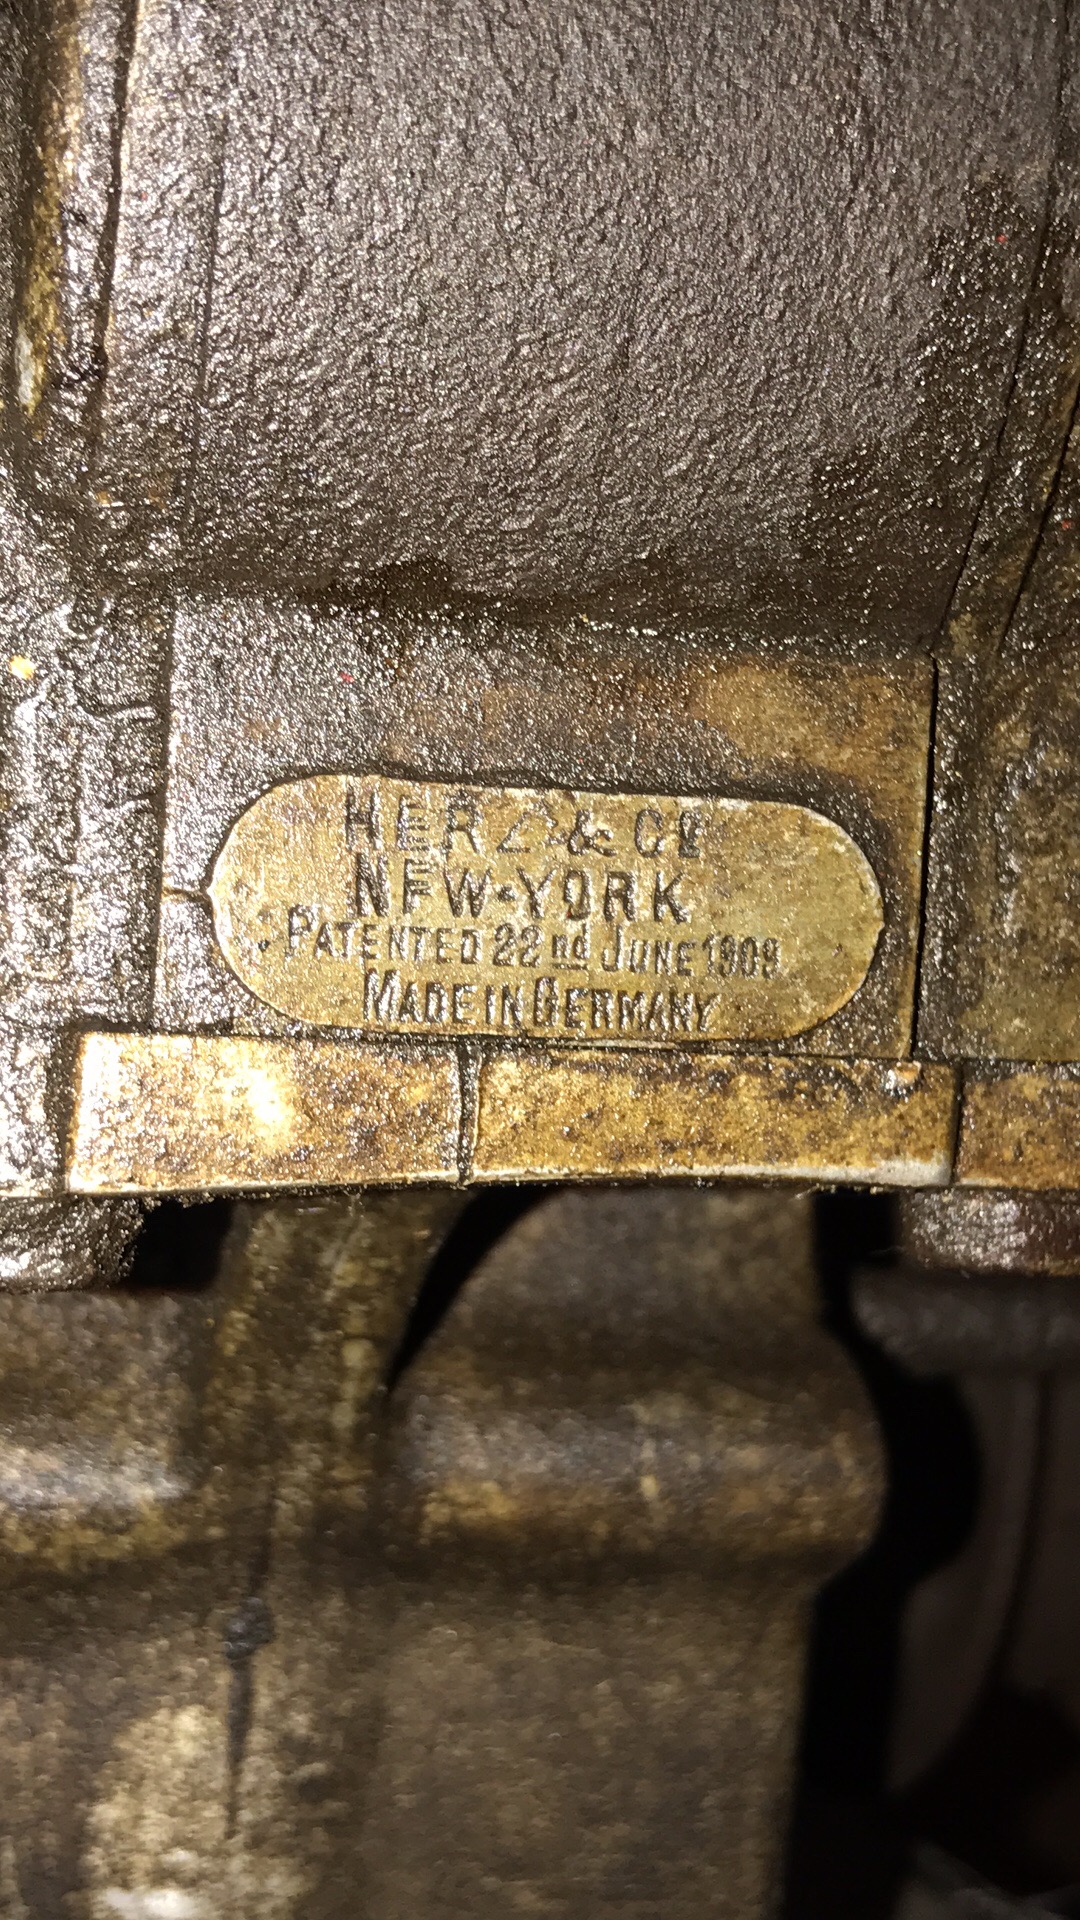 HERZ & Cº
NEW-YORK
PATENTED 22nd JUNE 1909
MADE IN GERMANY